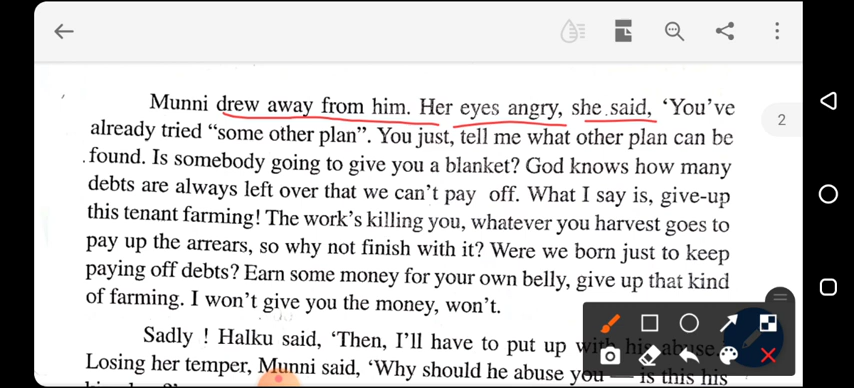 Munni drew away from him. Her eyes angry, she said, ‘You’ve
2
already tried “some other plan”. You just, tell me what other plan can be
found. Is somebody going to give you a blanket? God knows how many
debts are always left over that we can’t pay off. What I say is, give-up
this tenant farming! The work’s killing you, whatever you harvest goes to
pay up the arrears, so why not finish with it? Were we born just to keep
paying off debts? Earn some money for your own belly, give up that kind
of farming. I won’t give you the money, won’t.
Sadly ! Halku said, ‘Then, I’ll have to put up with his abuse.
Losing her temper, Munni said, ‘Why should he abuse you — is this his